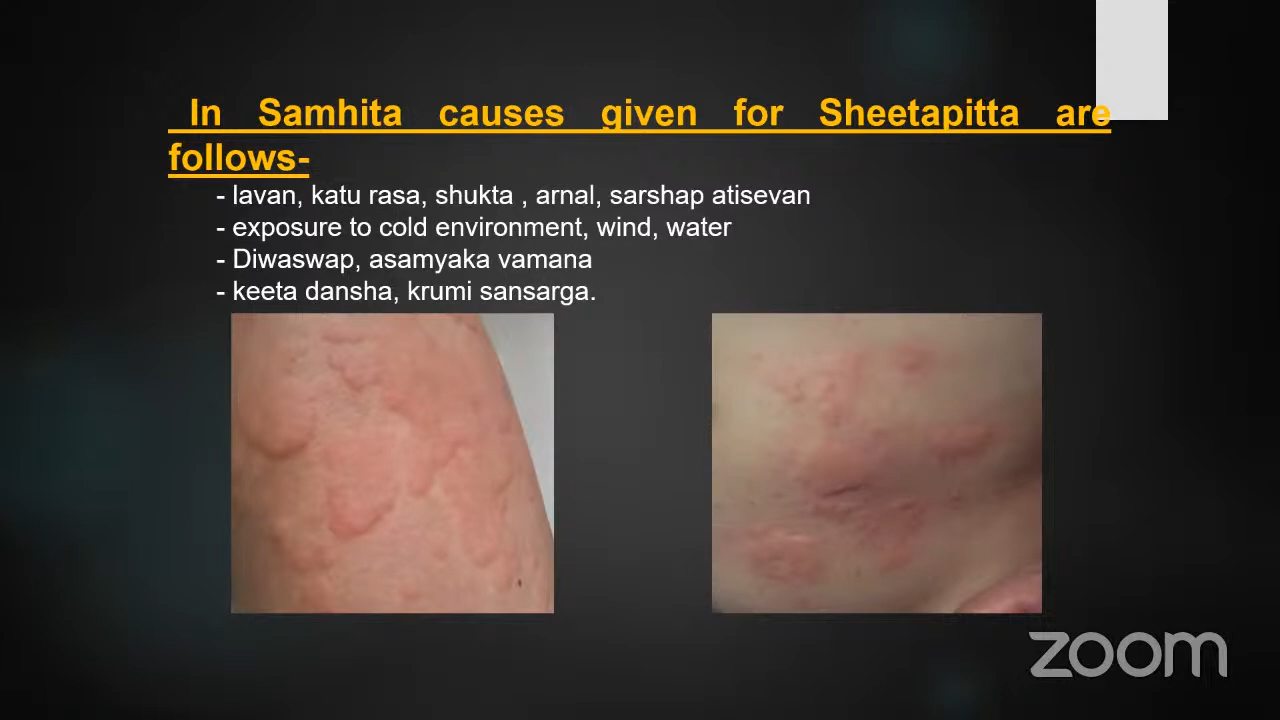 In Samhita causes given for Sheetapitta are
follows-
- lavan, katu rasa, shukta , arnal, sarshap atisevan
- exposure to cold environment, wind, water
- Diwaswap, asamyaka vamana
- keeta dansha, krumi sansarga.
zoom